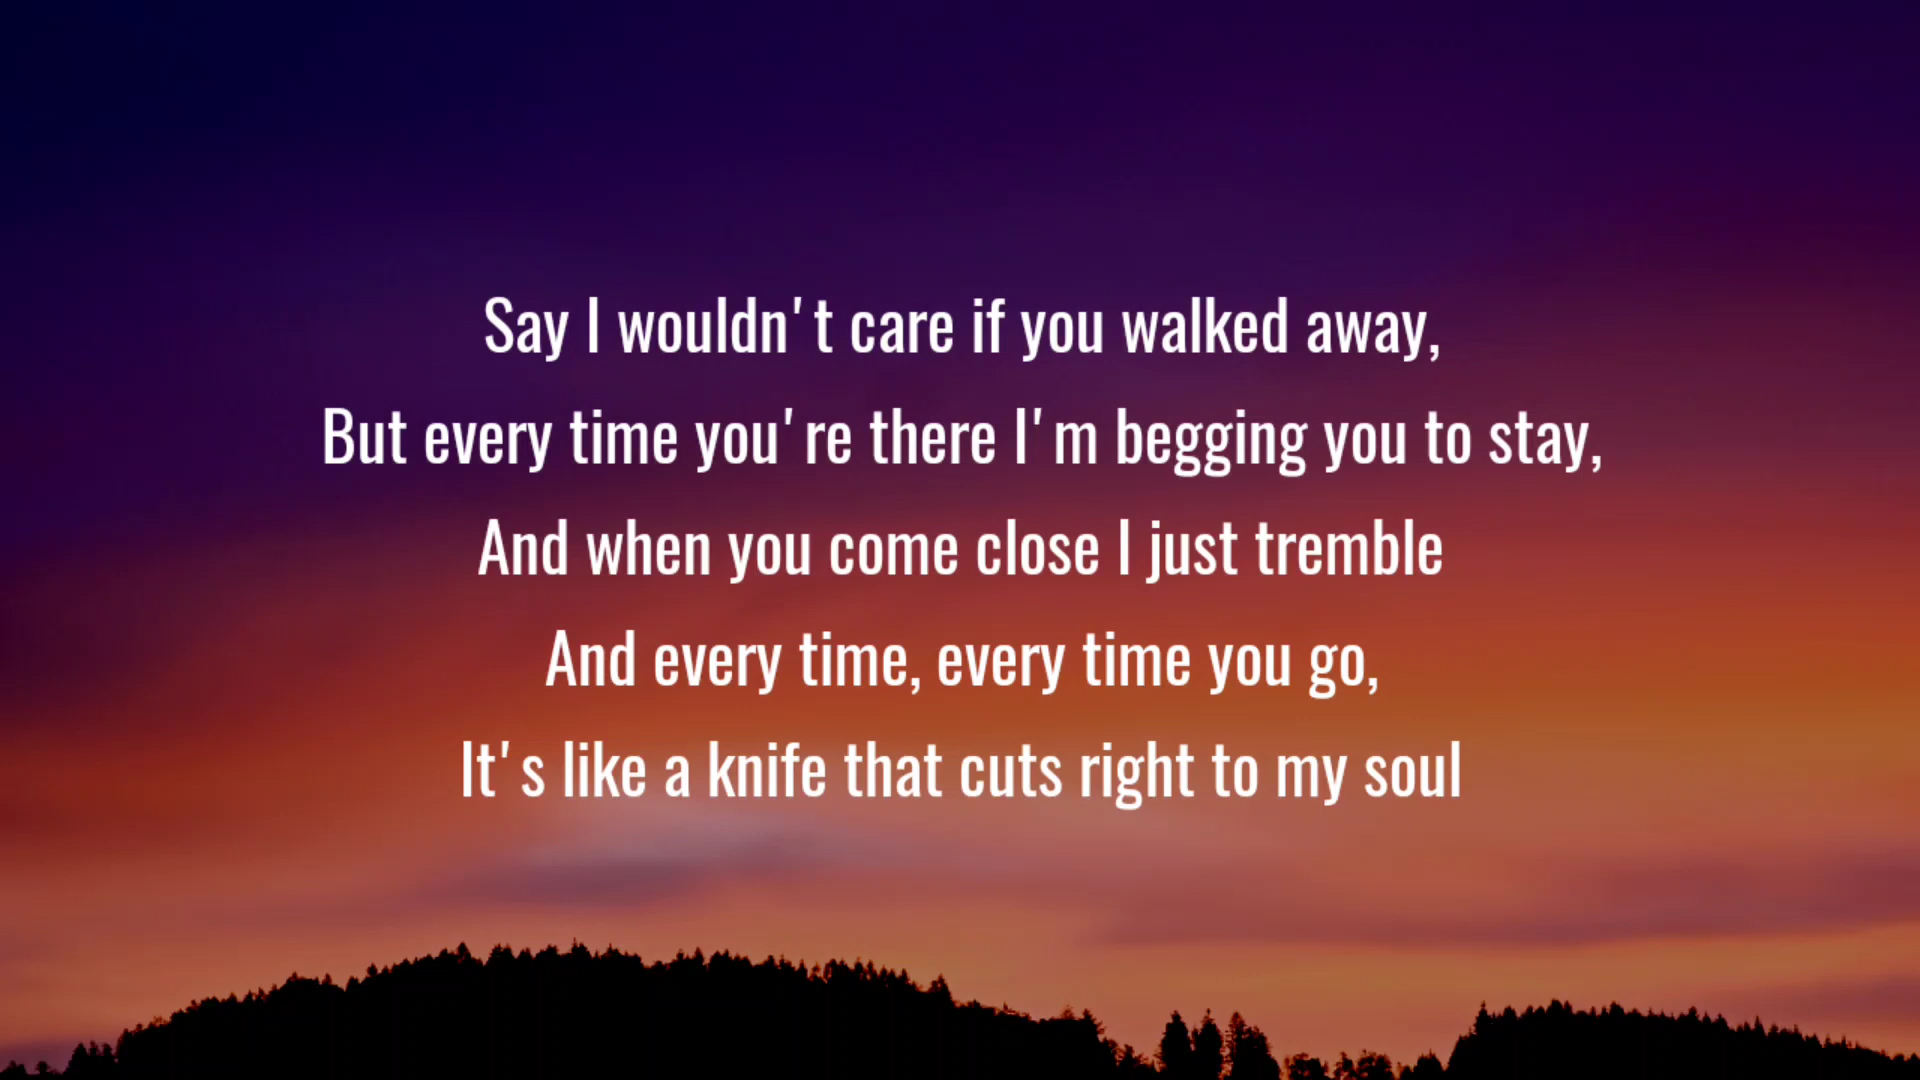 Say I wouldn't care if you walked away,
But every time you're there I'm begging you to stay,
And when you come close I just tremble
And every time, every time you go,
It's like a knife that cuts right to my soul